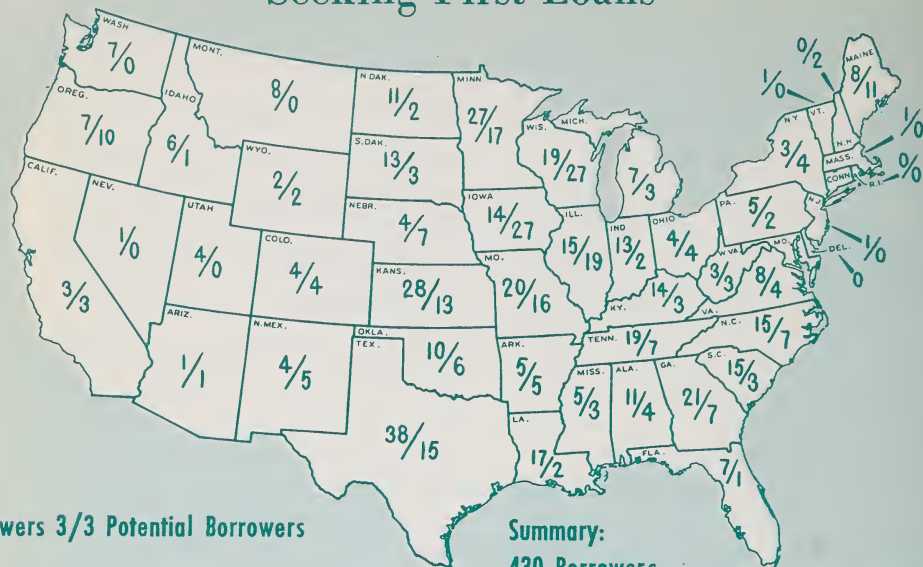 Seeking First Loans
WASH
7/0
MONT.
8/0
N.DAK.
11/2
MINN
27/17
0/2
MAINE
8/11
1/0
OREG.
7/10
IDAHO
6/1
WIS.
19/27
MICH.
7/3
N.Y
3/4
VT.
N.H
1/0
MASS.
CONN.
R.I.
0/0
S.DAK.
13/3
WYO.
2/2
CALIF.
3/3
NEV.
1/0
UTAH
4/0
COLO.
4/4
NEBR.
4/7
IOWA
14/27
ILL.
15/19
IND
13/2
OHIO
4/4
PA.
5/2
N.J.
1/0
DEL.
0
MD.
W.VA.
3/3
8/4
VA.
KANS.
28/13
MO.
20/16
KY.
14/3
ARIZ.
1/1
N.MEX.
4/5
OKLA.
10/6
TEX.
38/15
ARK.
5/5
TENN.
19/7
N.C.
15/7
S.C.
15/3
MISS.
5/3
ALA.
11/4
GA.
21/7
LA.
17/2
FLA.
7/1
wers 3/3 Potential Borrowers
Summary:
Borrowers